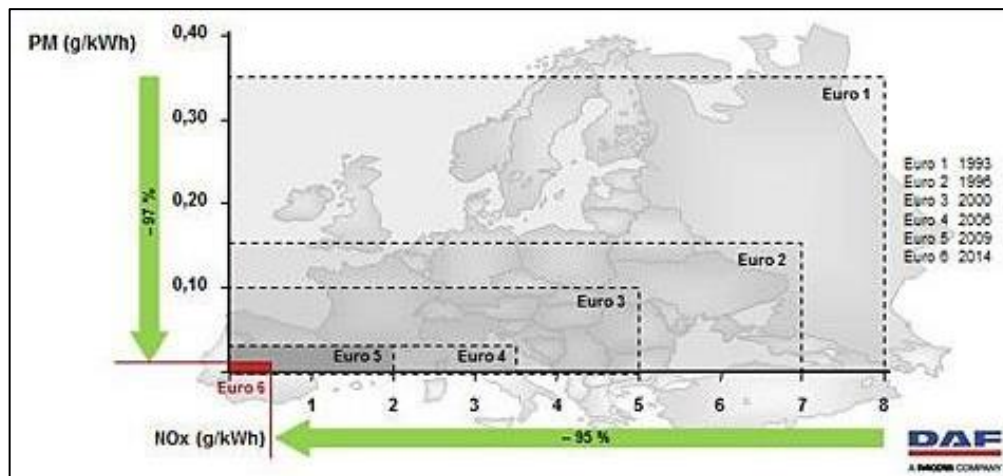 PM (g/kWh)
0,40
0,30
0,20
0,10
– 97 %
Euro 1
Euro 2
Euro 3
Euro 5
Euro 4
Euro 6
Euro 1 1993
Euro 2 1996
Euro 3 2000
Euro 4 2006
Euro 5 2009
Euro 6 2014
1 2 3 4 5 6 7 8
NOx (g/kWh)
– 95 %
DAF
A PACCAR COMPANY